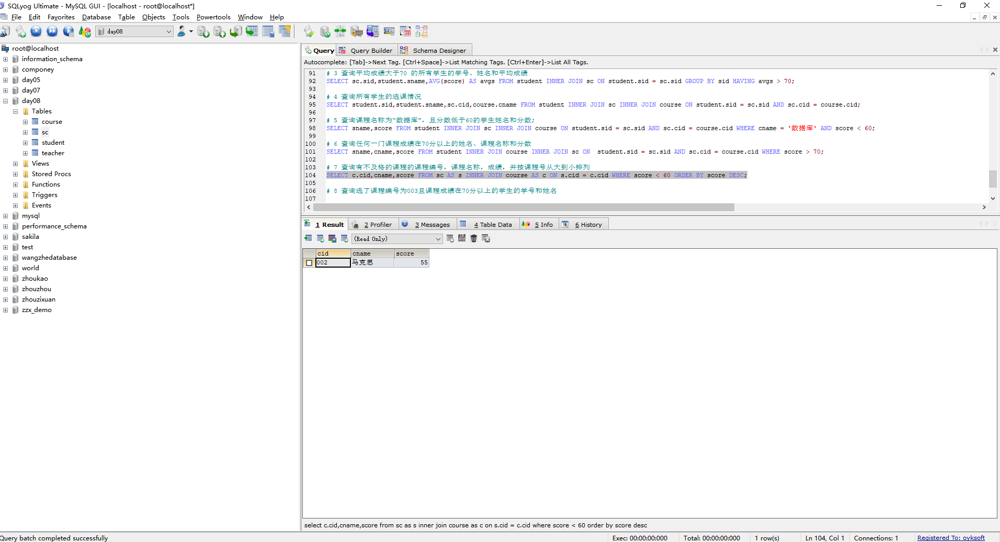 SQLyog Ultimate - MySQL GUI - [localhost - root@localhost*]
File Edit Favorites Database Table Objects Tools Powertools Window Help
day08
root@localhost
information_schema
componey
day05
day07
day08
Tables
course
sc
student
teacher
Views
Stored Procs
Functions
Triggers
Events
mysql
performance_schema
sakila
test
wangzhedatabase
world
zhoukao
zhouzhou
zhouzixuan
zzx_demo
Query Query Builder Schema Designer
Autocomplete: [Tab]->Next Tag. [Ctrl+Space]->List Matching Tags. [Ctrl+Enter]->List All Tags.
91 # 3 查询平均成绩大于70 的所有学生的学号、姓名和平均成绩
92 SELECT sc.sid,student.sname,AVG(score) AS avgs FROM student INNER JOIN sc ON student.sid = sc.sid GROUP BY sid HAVING avgs > 70;
93
94 # 4 查询所有学生的选课情况
95 SELECT student.sid,student.sname,sc.cid,course.cname FROM student INNER JOIN sc INNER JOIN course ON student.sid = sc.sid AND sc.cid = course.cid;
96
97 # 5 查询课程名称为“数据库”，且分数低于60的学生姓名和分数;
98 SELECT sname,score FROM student INNER JOIN sc INNER JOIN course ON student.sid = sc.sid AND sc.cid = course.cid WHERE cname = '数据库' AND score < 60;
99
100 # 6 查询任何一门课程成绩在70分以上的姓名、课程名称和分数
101 SELECT sname,cname,score FROM student INNER JOIN course INNER JOIN sc ON  student.sid = sc.sid AND sc.cid = course.cid WHERE score > 70;
102
103 # 7 查询有不及格的课程的课程编号，课程名称，成绩，并按课程号从大到小排列
104 SELECT c.cid,cname,score FROM sc AS s INNER JOIN course AS c ON s.cid = c.cid WHERE score < 60 ORDER BY score DESC;
105
106 # 8 查询选了课程编号为003且课程成绩在70分以上的学生的学号和姓名
107
1 Result 2 Profiler 3 Messages 4 Table Data 5 Info 18 6 History
(Read Only)
cid cname score
002 马克思 55
select c.cid,cname,score from sc as s inner join course as c on s.cid = c.cid where score < 60 order by score desc
Query batch completed successfully Exec: 00:00:00:000 Total: 00:00:00:000 1 row(s) Ln 104, Col 1 Connections: 1 Registered To: oyksoft